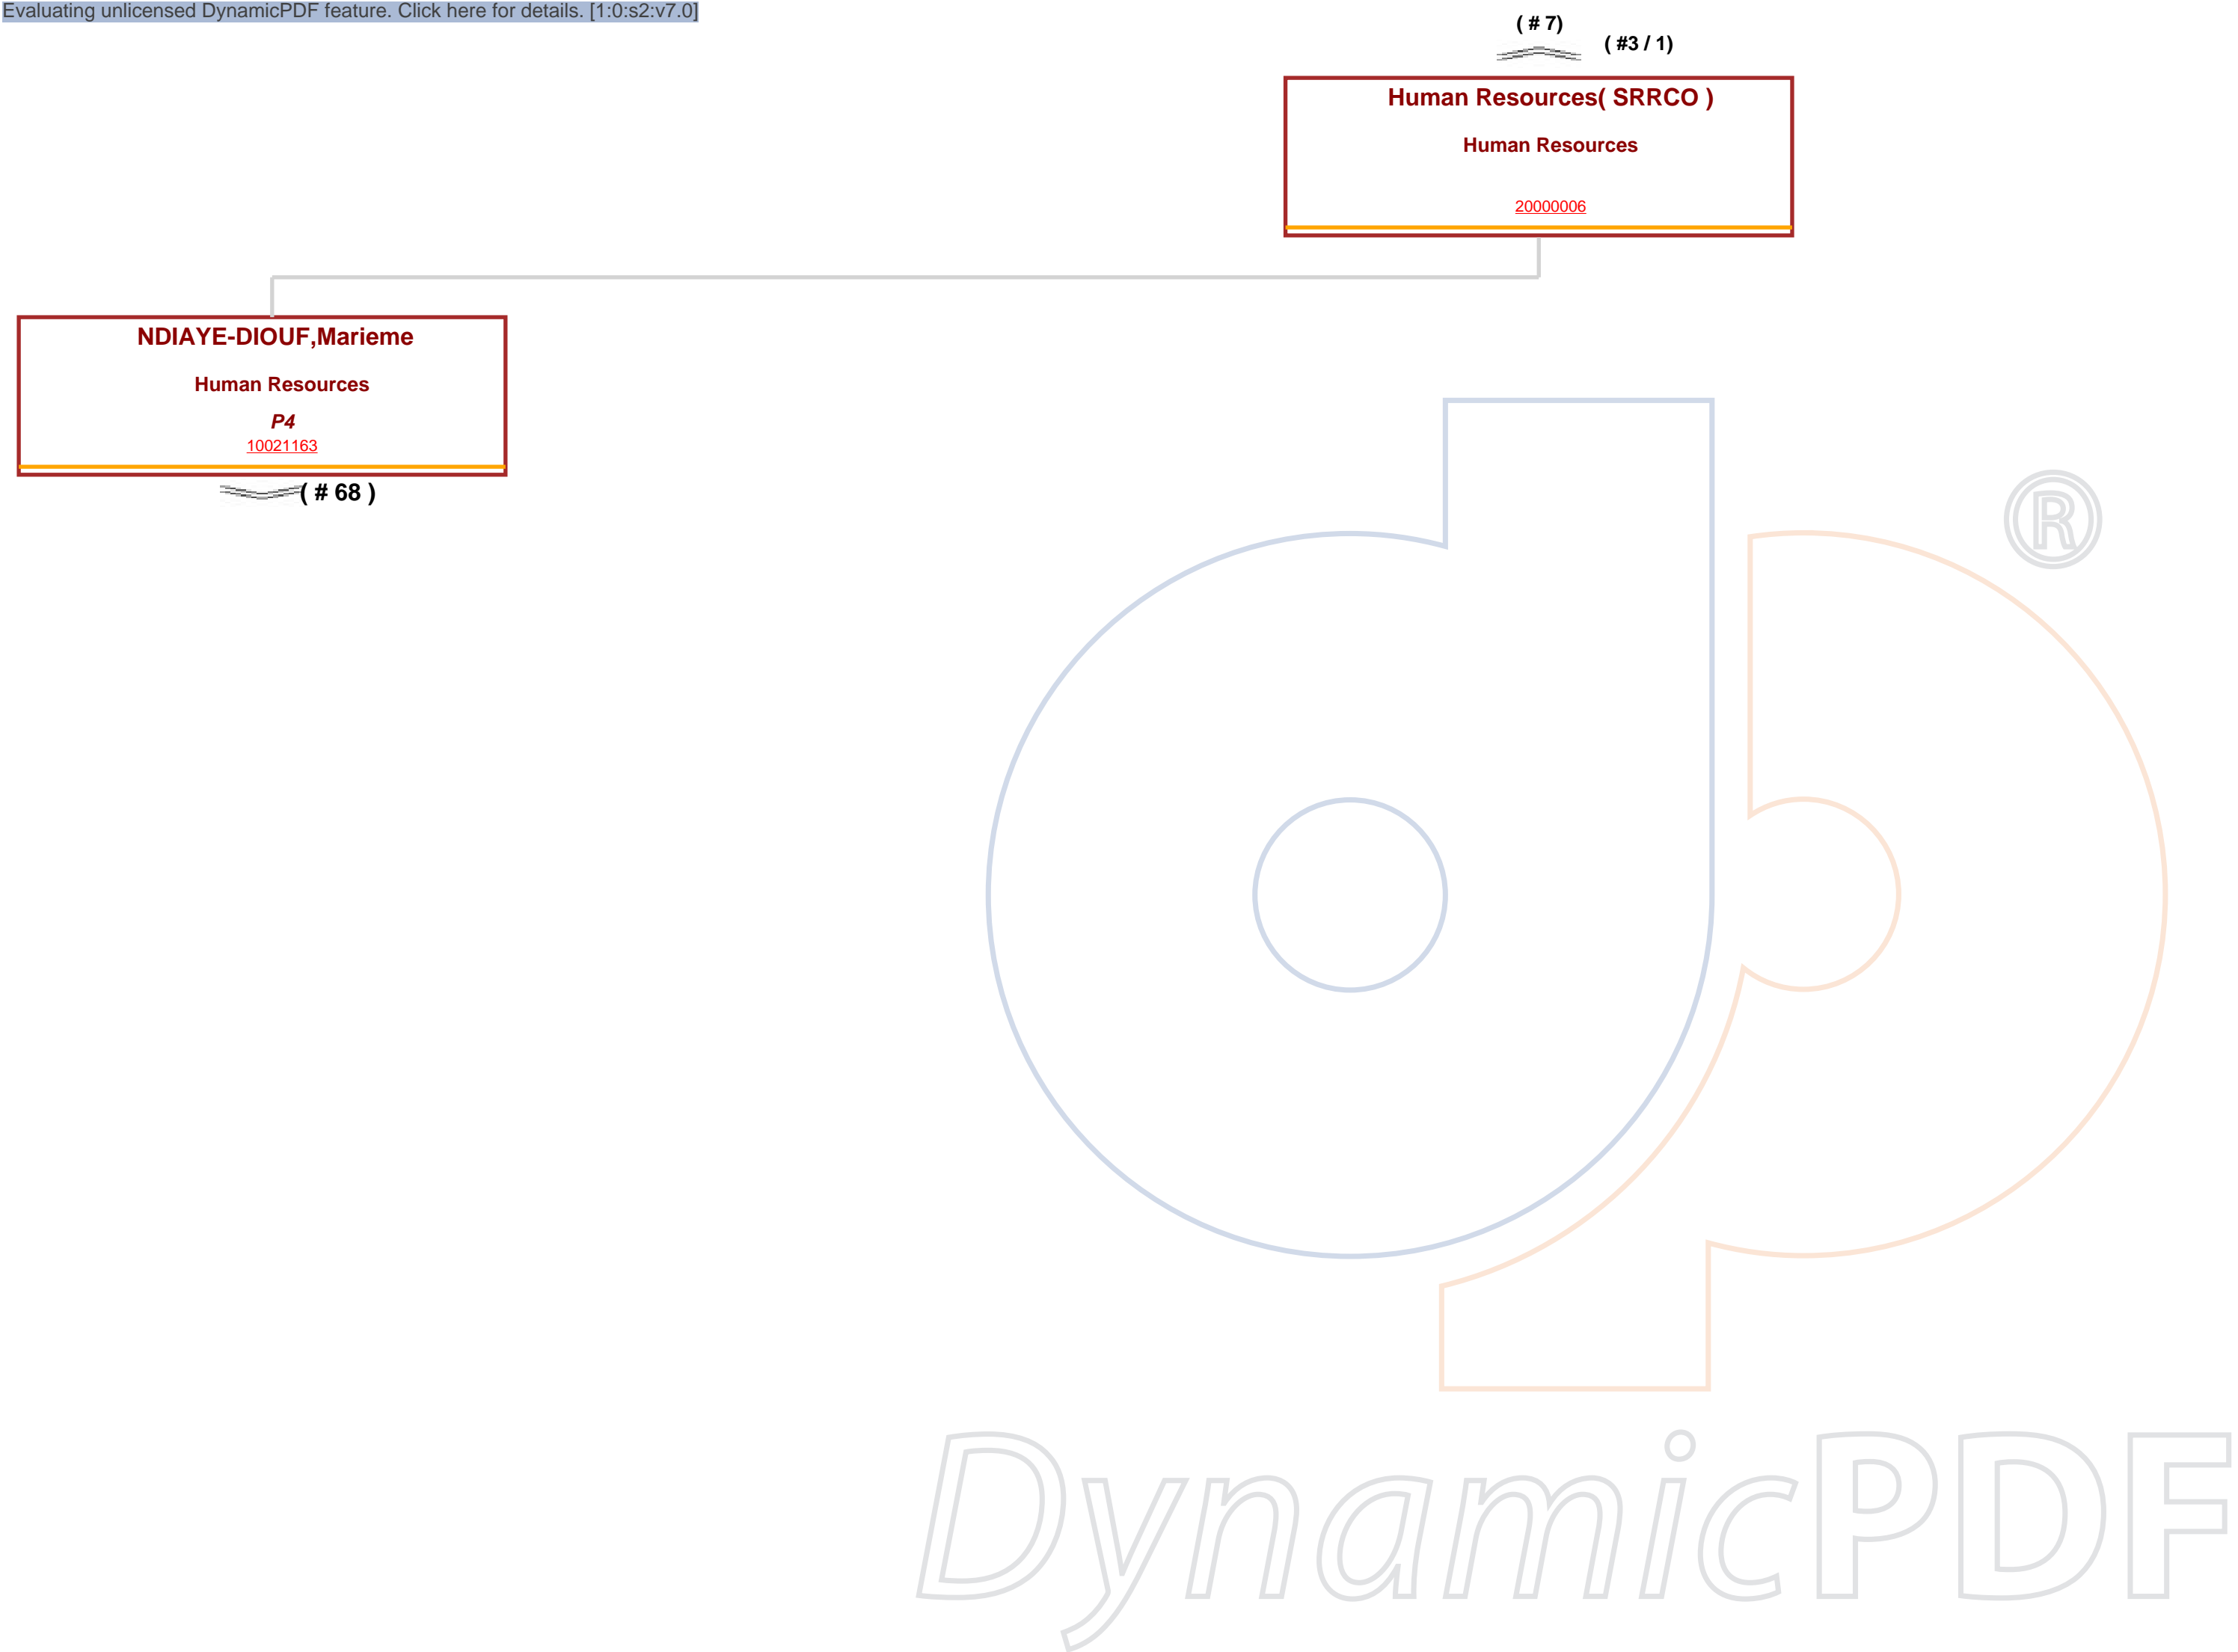 Evaluating unlicensed DynamicPDF feature. Click here for details. [1:0:s2:v7.0]
( # 7)
( #3 / 1)
Human Resources( SRRCO )
Human Resources
20000006
NDIAYE-DIOUF,Marieme
Human Resources
P4
10021163
( # 68 )
®
DynamicPDF